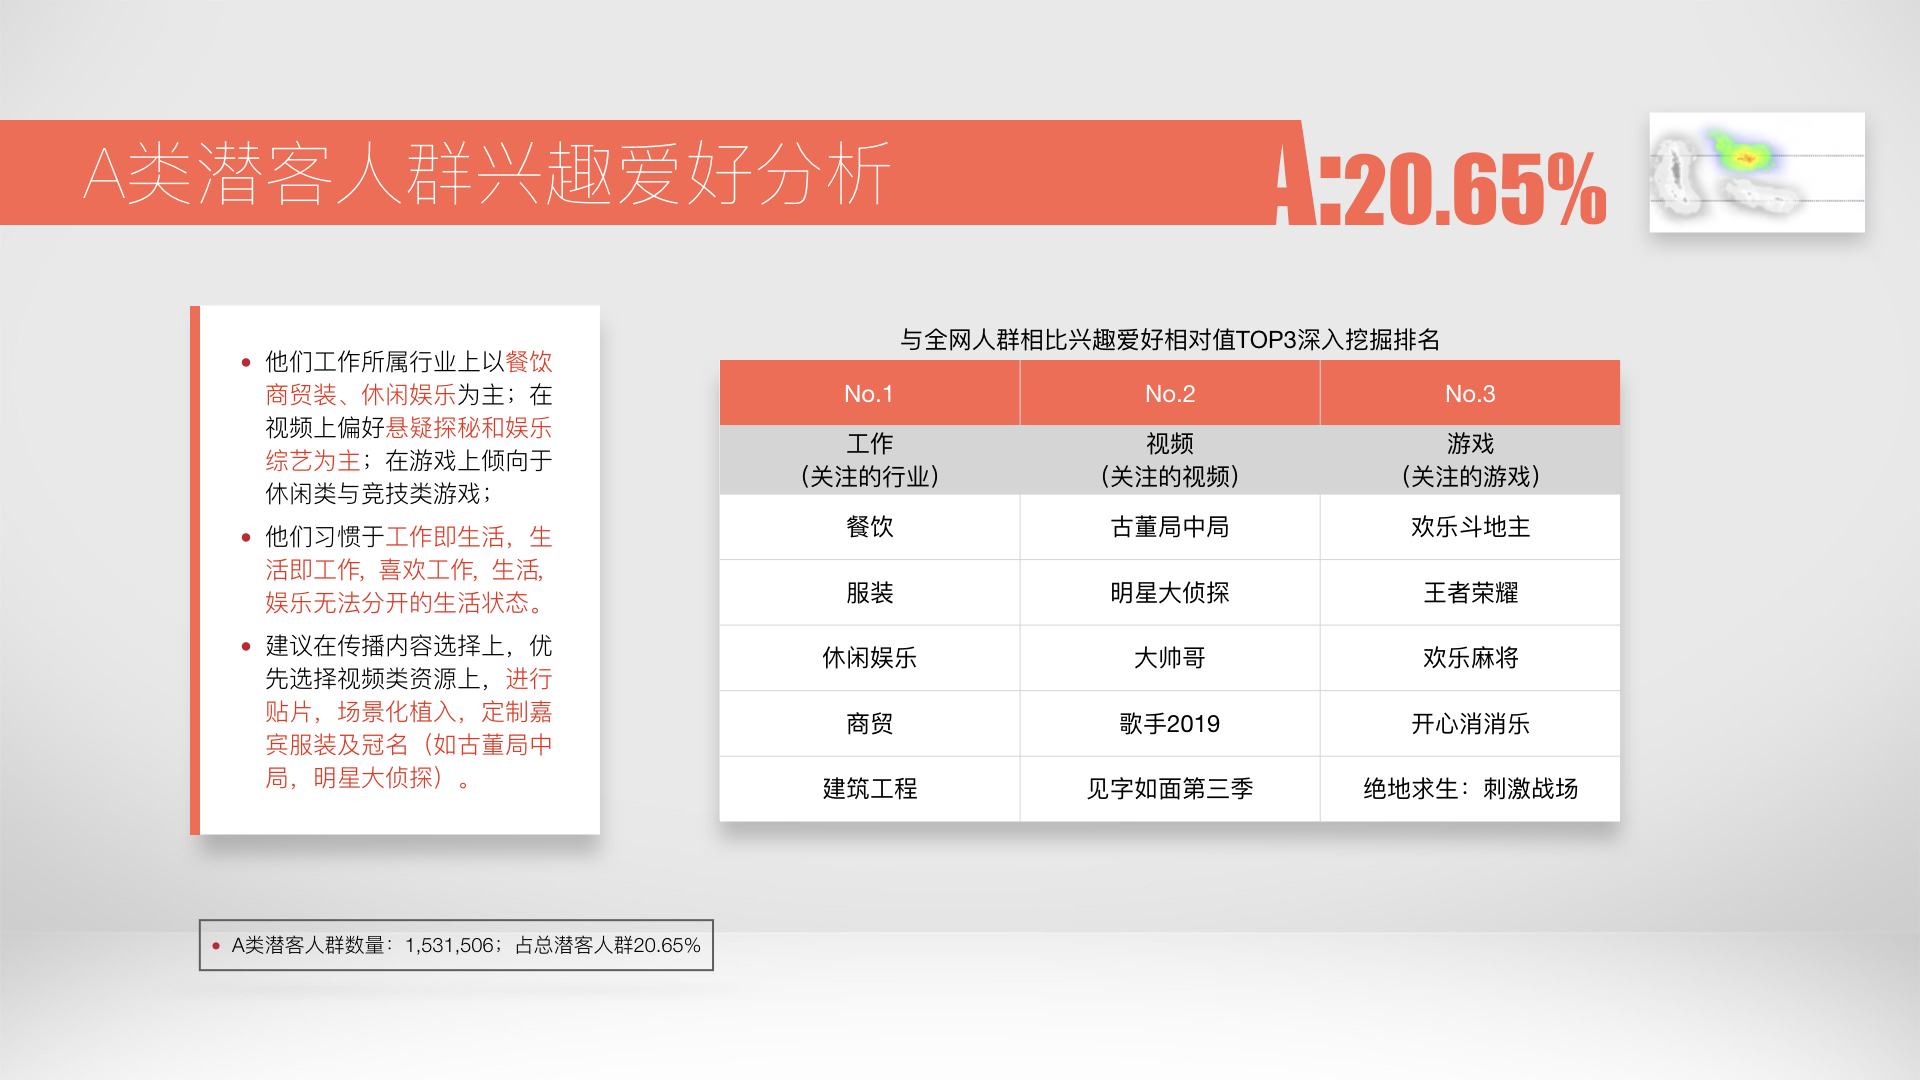 A类潜客人群兴趣爱好分析
A:20.65%
他们工作所属行业上以餐饮
商贸装、休闲娱乐为主；在
视频上偏好悬疑探秘和娱乐
综艺为主；在游戏上倾向于
休闲类与竞技类游戏；
他们习惯于工作即生活，生
活即工作, 喜欢工作, 生活,
娱乐无法分开的生活状态。
建议在传播内容选择上，优
先选择视频类资源上，进行
贴片，场景化植入，定制嘉
宾服装及冠名（如古董局中
局，明星大侦探）。
与全网人群相比兴趣爱好相对值TOP3深入挖掘排名
No.1 No.2 No.3
工作 视频 游戏
（关注的行业） （关注的视频） （关注的游戏）
餐饮 古董局中局 欢乐斗地主
服装 明星大侦探 王者荣耀
休闲娱乐 大帅哥 欢乐麻将
商贸 歌手2019 开心消消乐
建筑工程 见字如面第三季 绝地求生：刺激战场
A类潜客人群数量：1,531,506；占总潜客人群20.65%